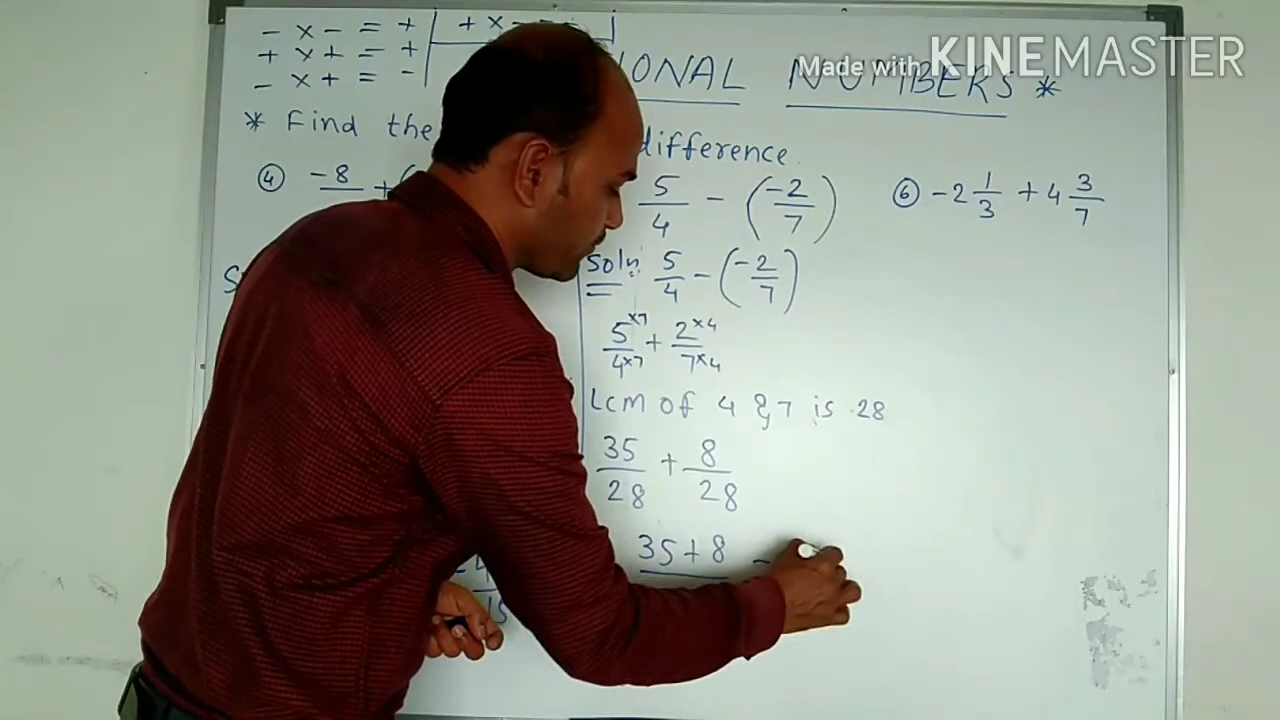 - x - = + | + x - = 
+ x + = +
- x + = -
IONAL NUMBERS *
Made with KINEMASTER
* Find the difference.
④ -8 + (
5/4 - (-2/7)
⑥ -2 1/3 + 4 3/7
Soln: 5/4 - (-2/7)
5×7/4×7 + 2×4/7×4
LCM of 4 & 7 is 28
35/28 + 8/28
35+8
15